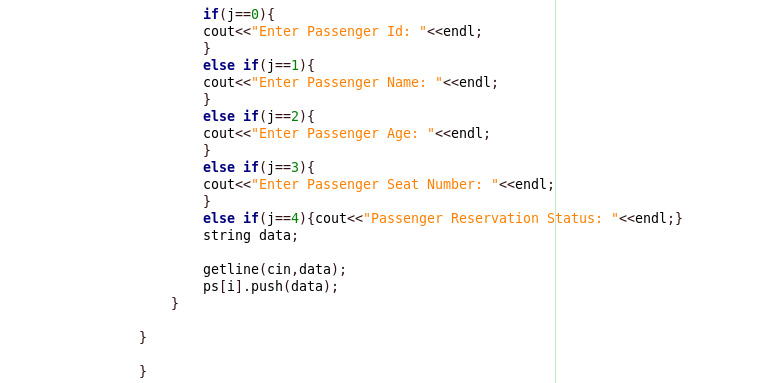 if(j==0){
cout<<"Enter Passenger Id: "<<endl;
}
else if(j==1){
cout<<"Enter Passenger Name: "<<endl;
}
else if(j==2){
cout<<"Enter Passenger Age: "<<endl;
}
else if(j==3){
cout<<"Enter Passenger Seat Number: "<<endl;
}
else if(j==4){cout<<"Passenger Reservation Status: "<<endl;}
string data;
getline(cin,data);
ps[i].push(data);
}
}
}